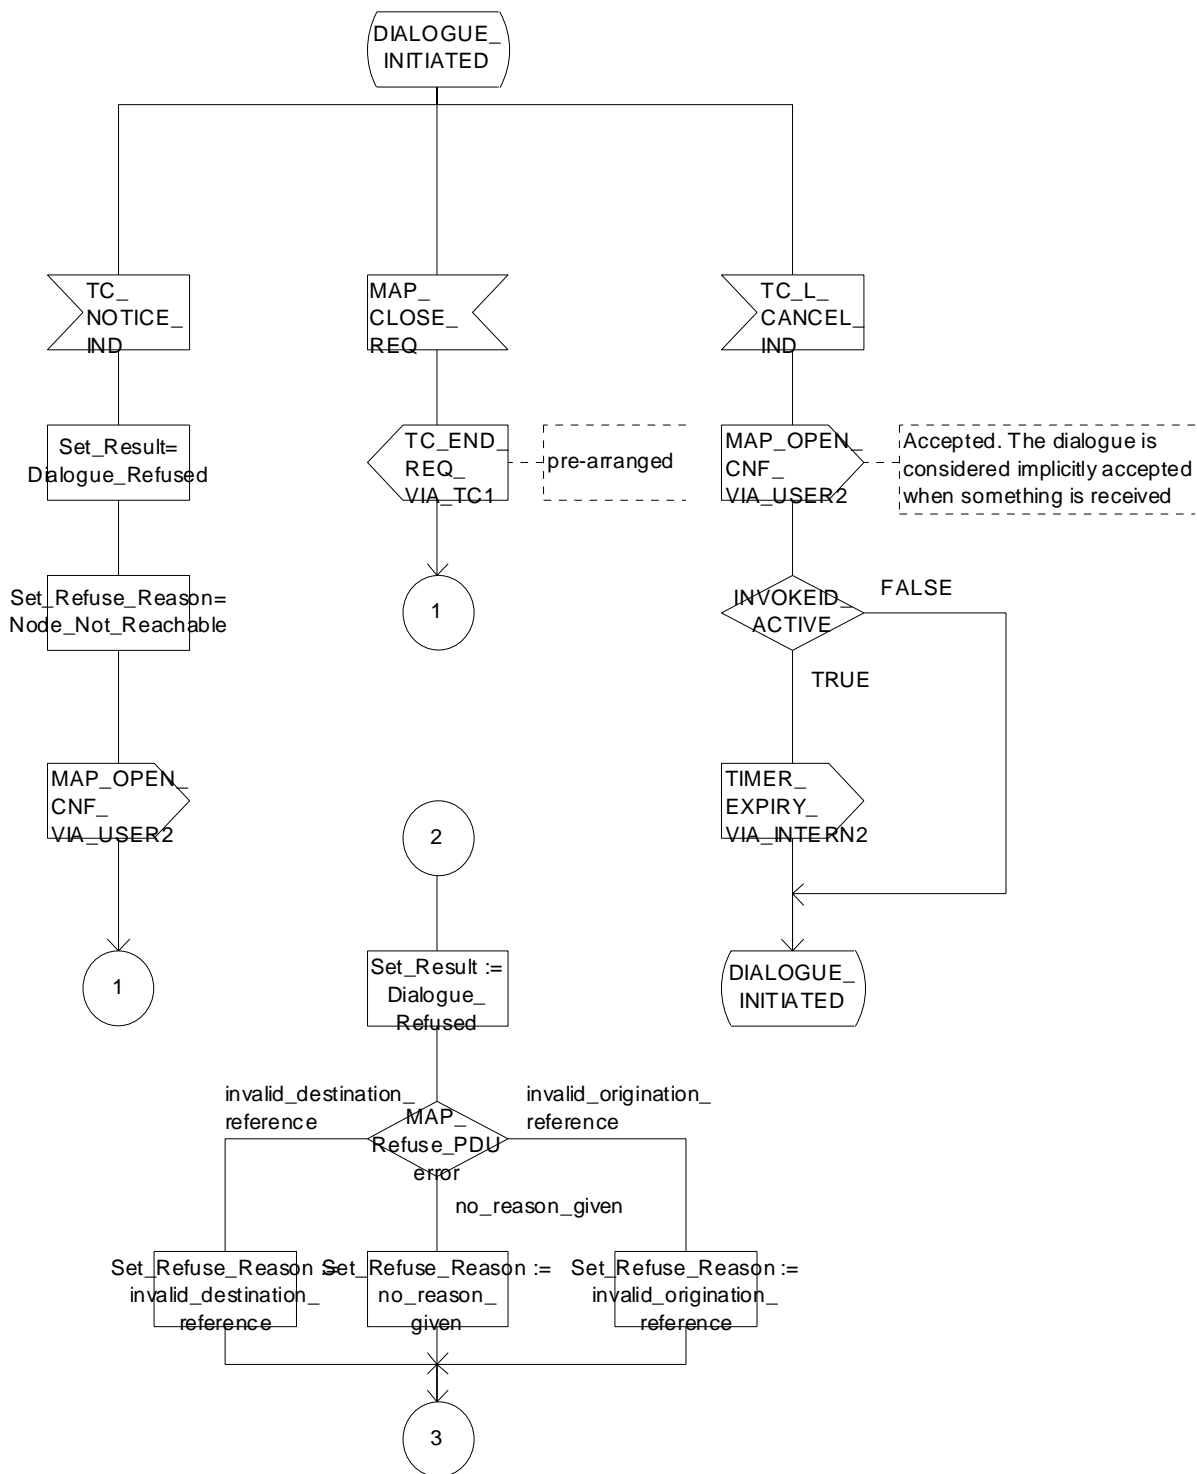 DIALOGUE_
INITIATED
TC_
NOTICE_
IND
MAP_
CLOSE_
REQ
TC_L_
CANCEL_
IND
Set_Result=
Dialogue_Refused
TC_END_
REQ_
VIA_TC1
pre-arranged
MAP_OPEN_
CNF_
VIA_USER2
Accepted. The dialogue is
considered implicitly accepted
when something is received
Set_Refuse_Reason=
Node_Not_Reachable
1
INVOKEID_
ACTIVE
FALSE
TRUE
MAP_OPEN_
CNF_
VIA_USER2
2
TIMER_
EXPIRY_
VIA_INTERN2
1
Set_Result :=
Dialogue_
Refused
DIALOGUE_
INITIATED
invalid_destination_
reference
MAP_
Refuse_PDU
error
invalid_origination_
reference
no_reason_given
Set_Refuse_Reason :=
invalid_destination_
reference
Set_Refuse_Reason :=
no_reason_
given
Set_Refuse_Reason :=
invalid_origination_
reference
3